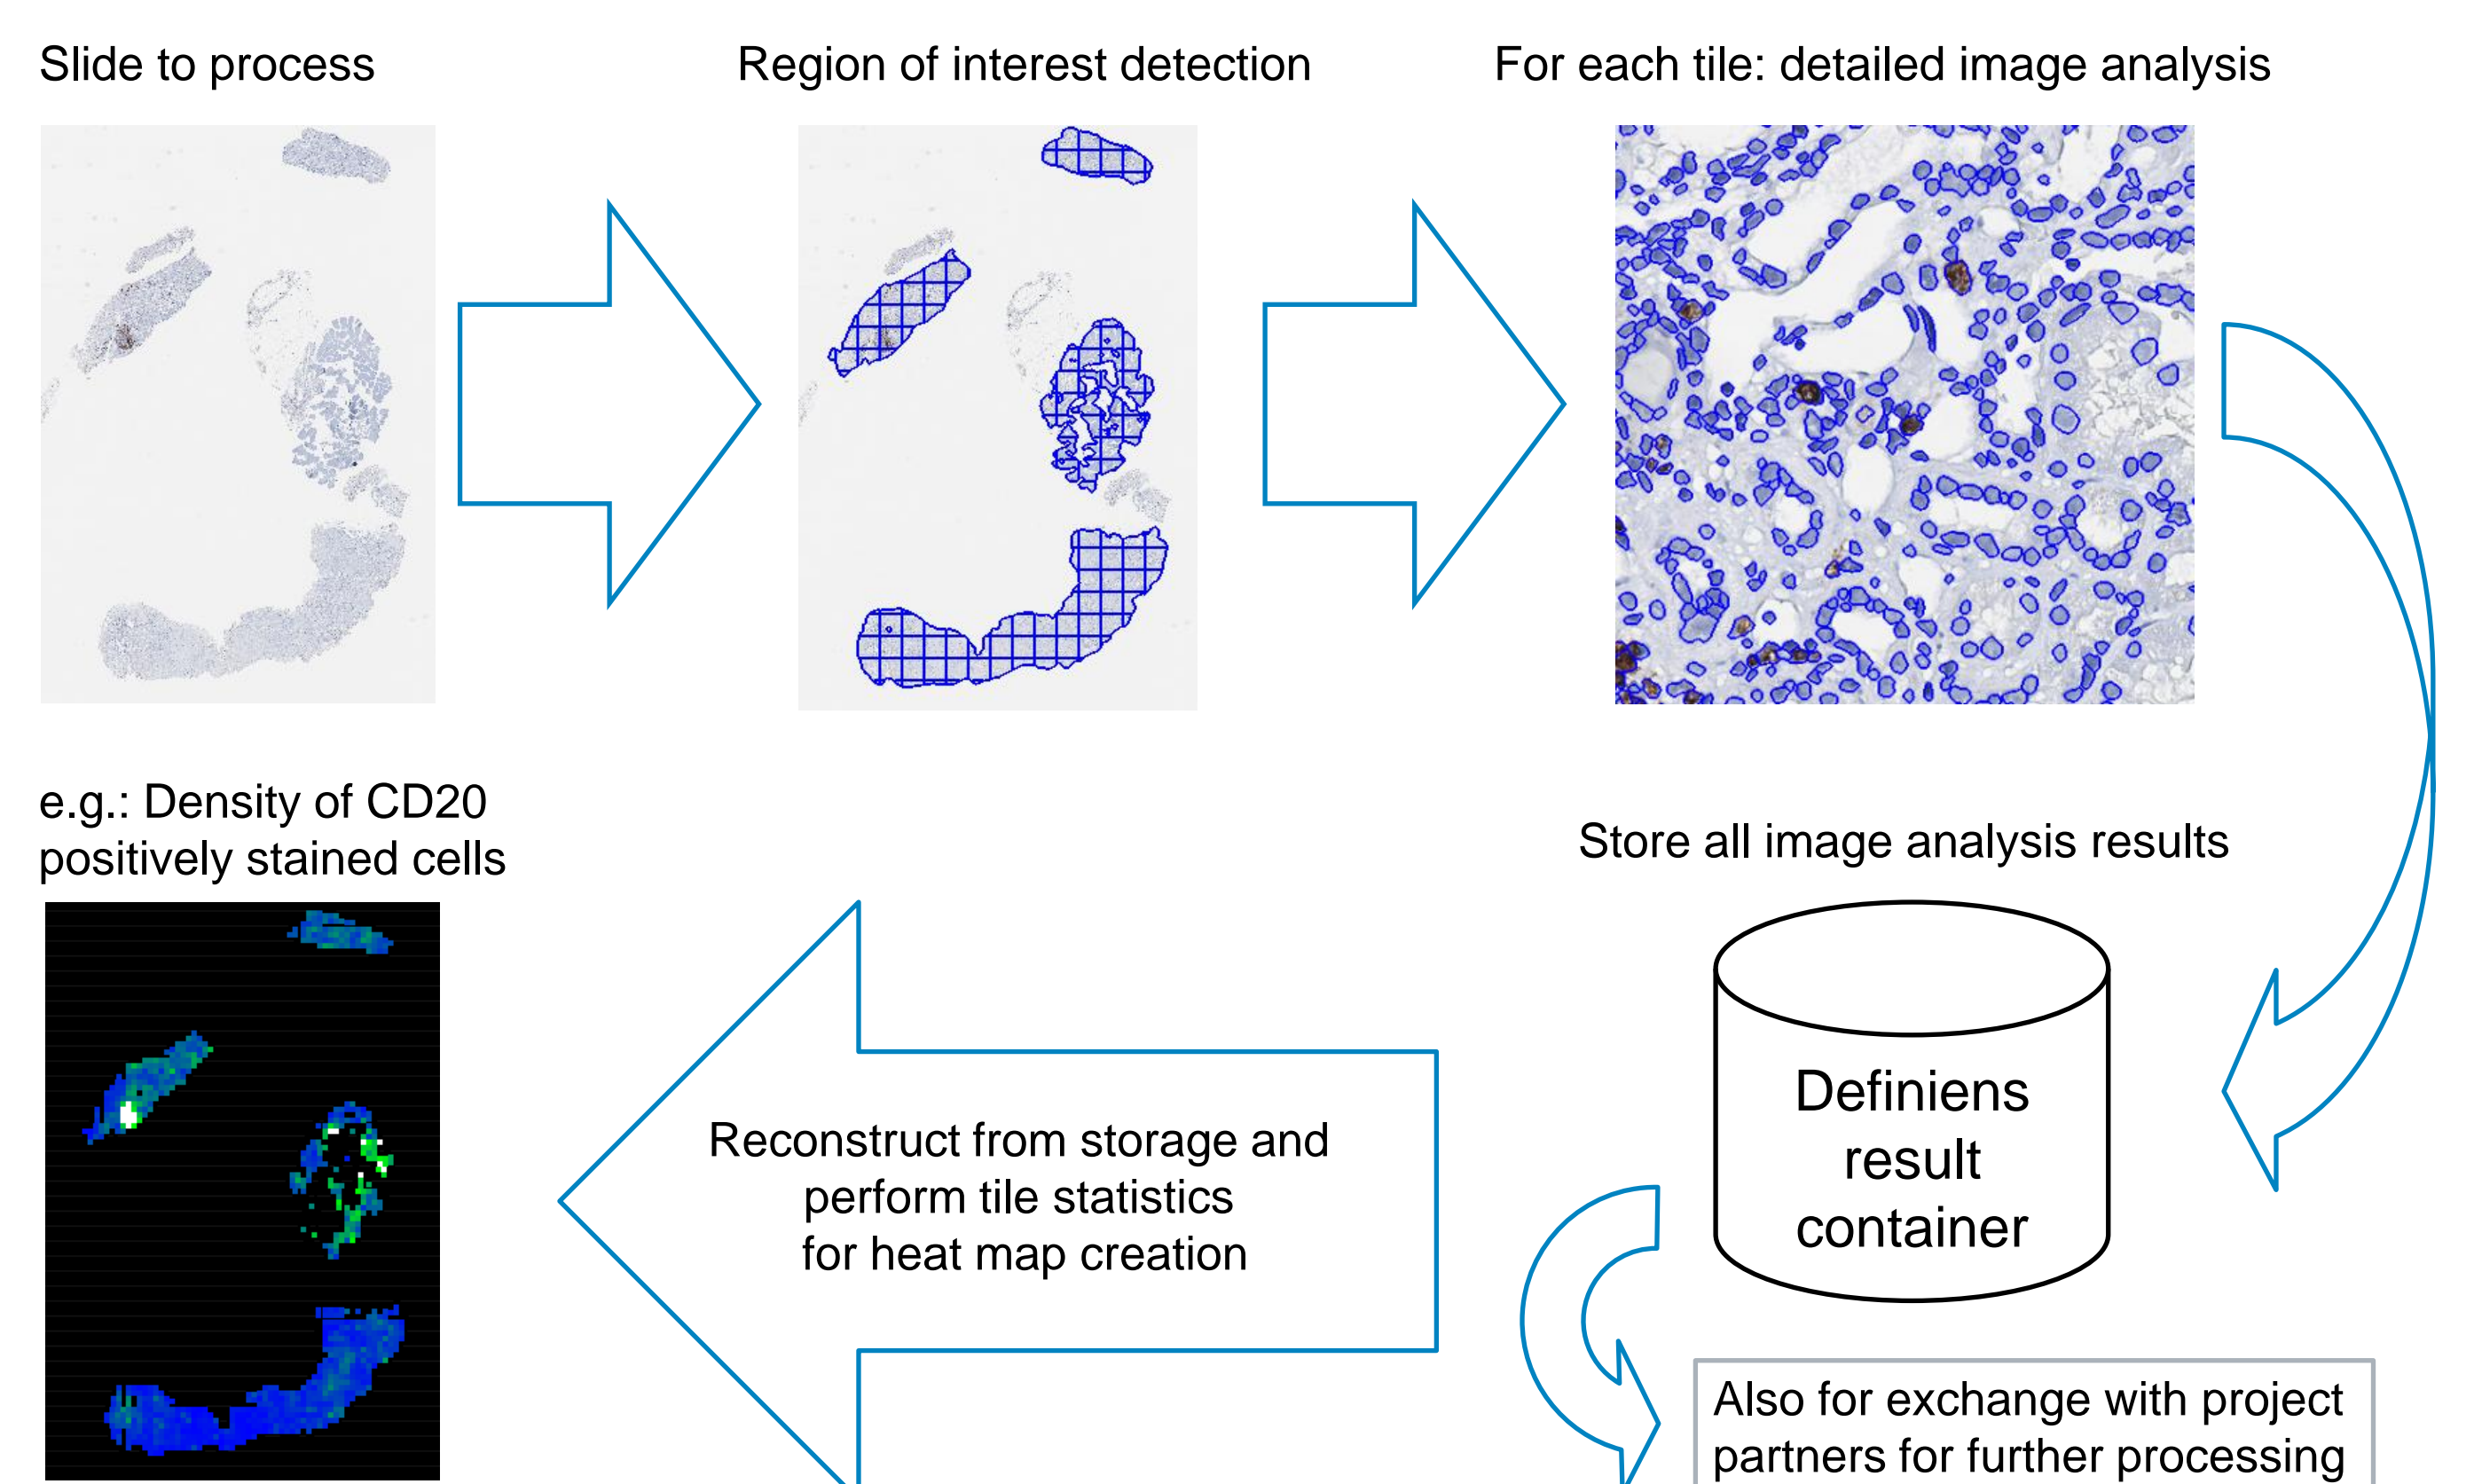 Slide to process
Region of interest detection
For each tile: detailed image analysis
e.g.: Density of CD20
positively stained cells
Store all image analysis results
Definiens
result
container
Reconstruct from storage and
perform tile statistics
for heat map creation
Also for exchange with project
partners for further processing